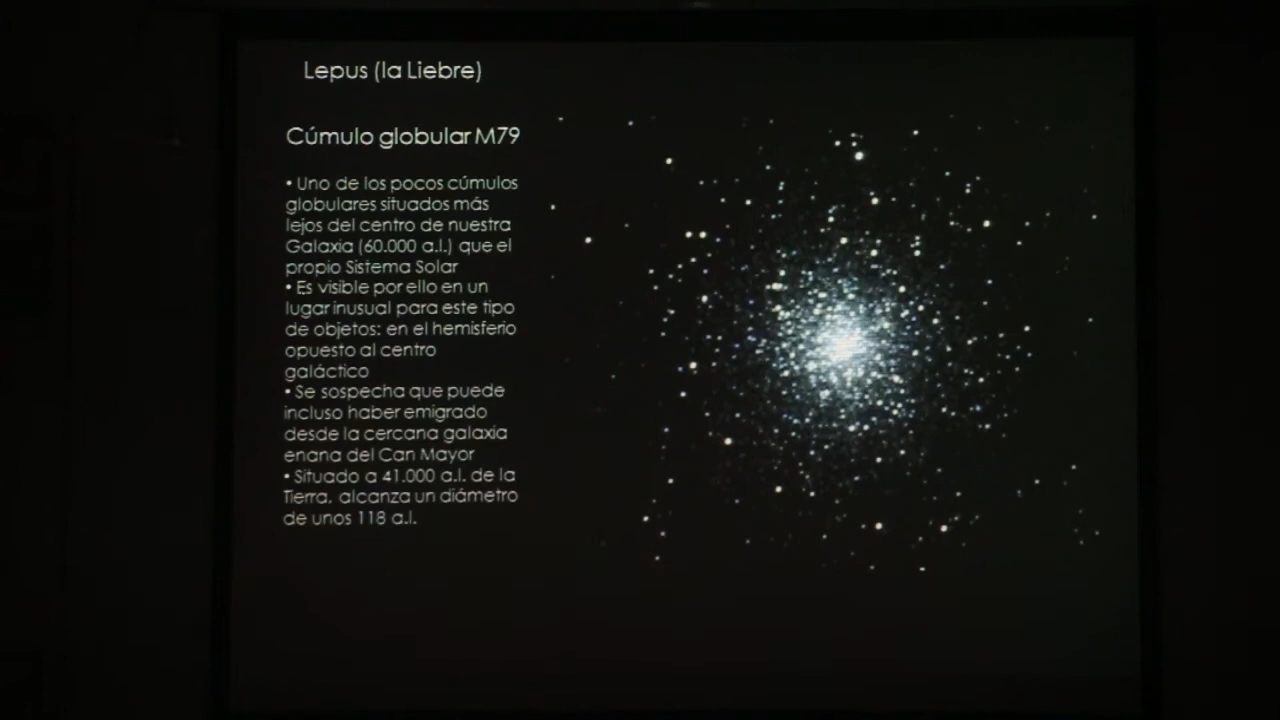 Lepus (la Liebre)
Cúmulo globular M79
• Uno de los pocos cúmulos
globulares situados más
lejos del centro de nuestra
Galaxia (60.000 a.l.) que el
propio Sistema Solar
• Es visible por ello en un
lugar inusual para este tipo
de objetos: en el hemisferio
opuesto al centro
galáctico
• Se sospecha que puede
incluso haber emigrado
desde la cercana galaxia
enana del Can Mayor
• Situado a 41.000 a.l. de la
Tierra, alcanza un diámetro
de unos 118 a.l.